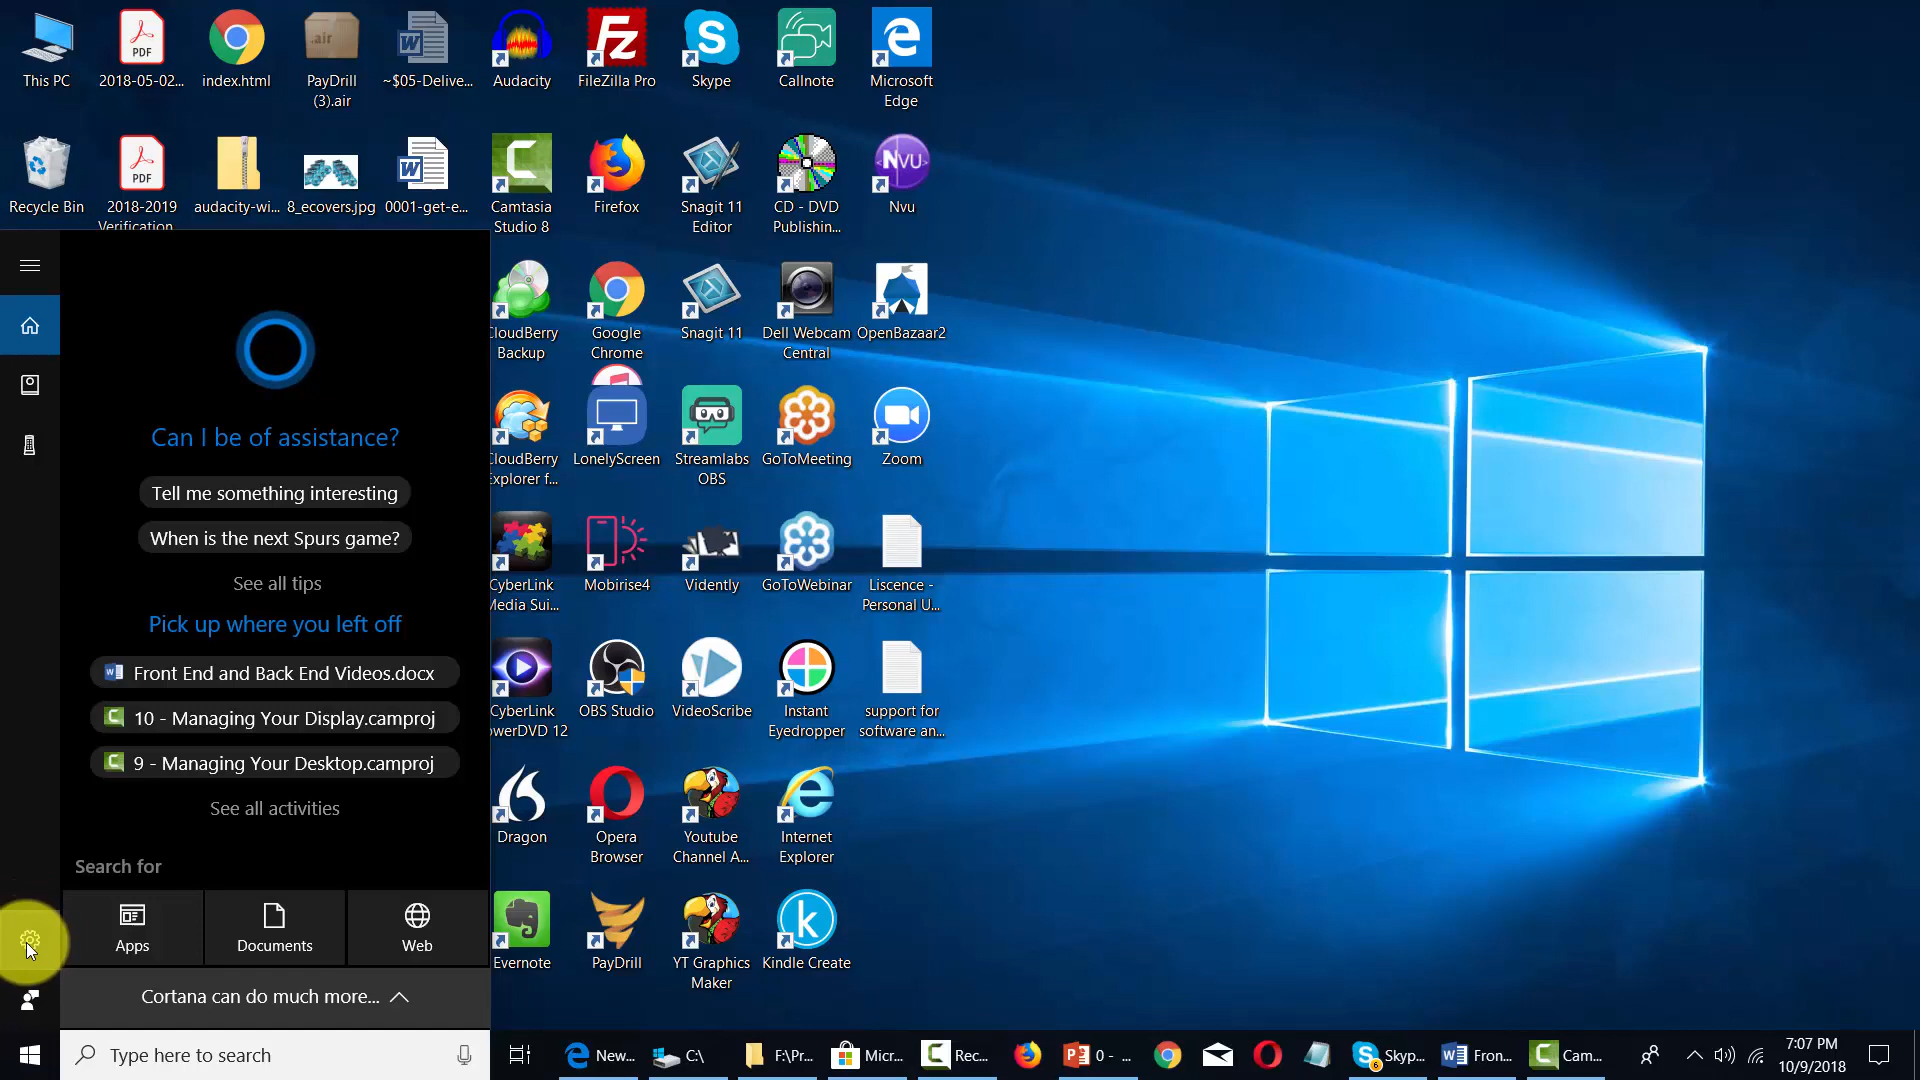 This PC
2018-05-02...
index.html
PayDrill
(3).air
~$05-Delive...
Audacity
FileZilla Pro
Skype
Callnote
Microsoft
Edge
Recycle Bin
2018-2019
Verification
audacity-wi...
8_ecovers.jpg
0001-get-e...
Camtasia
Studio 8
Firefox
Snagit 11
Editor
CD - DVD
Publishin...
Nvu
CloudBerry
Backup
Google
Chrome
Snagit 11
Dell Webcam
Central
OpenBazaar2
CloudBerry
Explorer f...
LonelyScreen
Streamlabs
OBS
GoToMeeting
Zoom
CyberLink
Media Sui...
Mobirise4
Vidently
GoToWebinar
Liscence -
Personal U...
CyberLink
owerDVD 12
OBS Studio
VideoScribe
Instant
Eyedropper
support for
software an...
Dragon
Opera
Browser
Youtube
Channel A...
Internet
Explorer
Evernote
PayDrill
YT Graphics
Maker
Kindle Create
Can I be of assistance?
Tell me something interesting
When is the next Spurs game?
See all tips
Pick up where you left off
Front End and Back End Videos.docx
10 - Managing Your Display.camproj
9 - Managing Your Desktop.camproj
See all activities
Search for
Apps
Documents
Web
Cortana can do much more...
Type here to search
New...
C:\
F:\Pr...
Micr...
Rec...
0 - ...
Skyp...
Fron...
Cam...
7:07 PM
10/9/2018